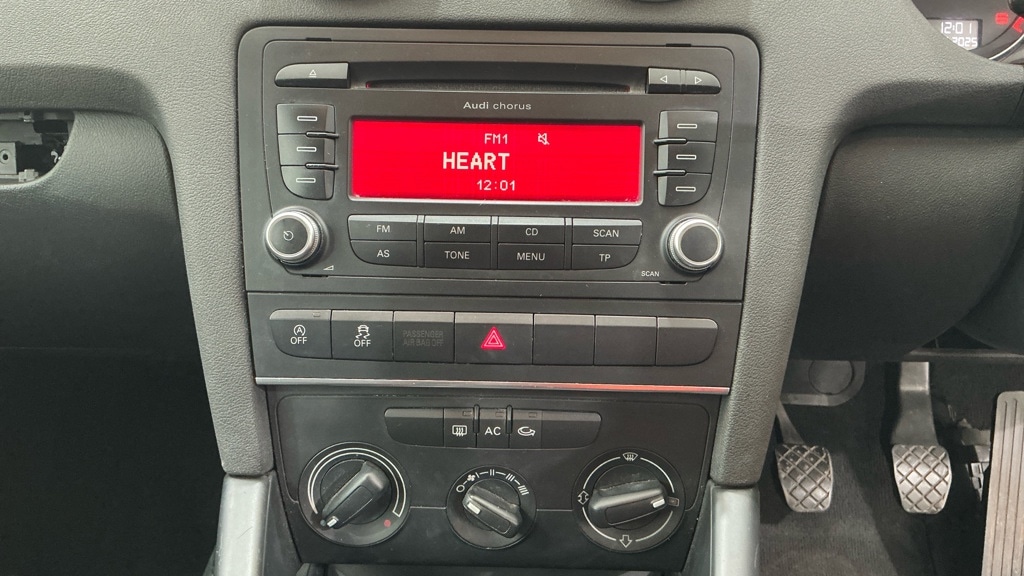 12:01
2025
Audi chorus
FM1
HEART
12:01
FM AM CD SCAN
AS TONE MENU TP
SCAN
OFF OFF PASSENGER
AIR BAG OFF
AC